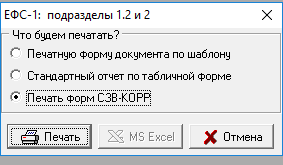 ЕФС-1: подразделы 1.2 и 2
Что будем печатать?
Печатную форму документа по шаблону
Стандартный отчет по табличной форме
Печать форм СЗВ-КОРР
Печать
MS Excel
Отмена